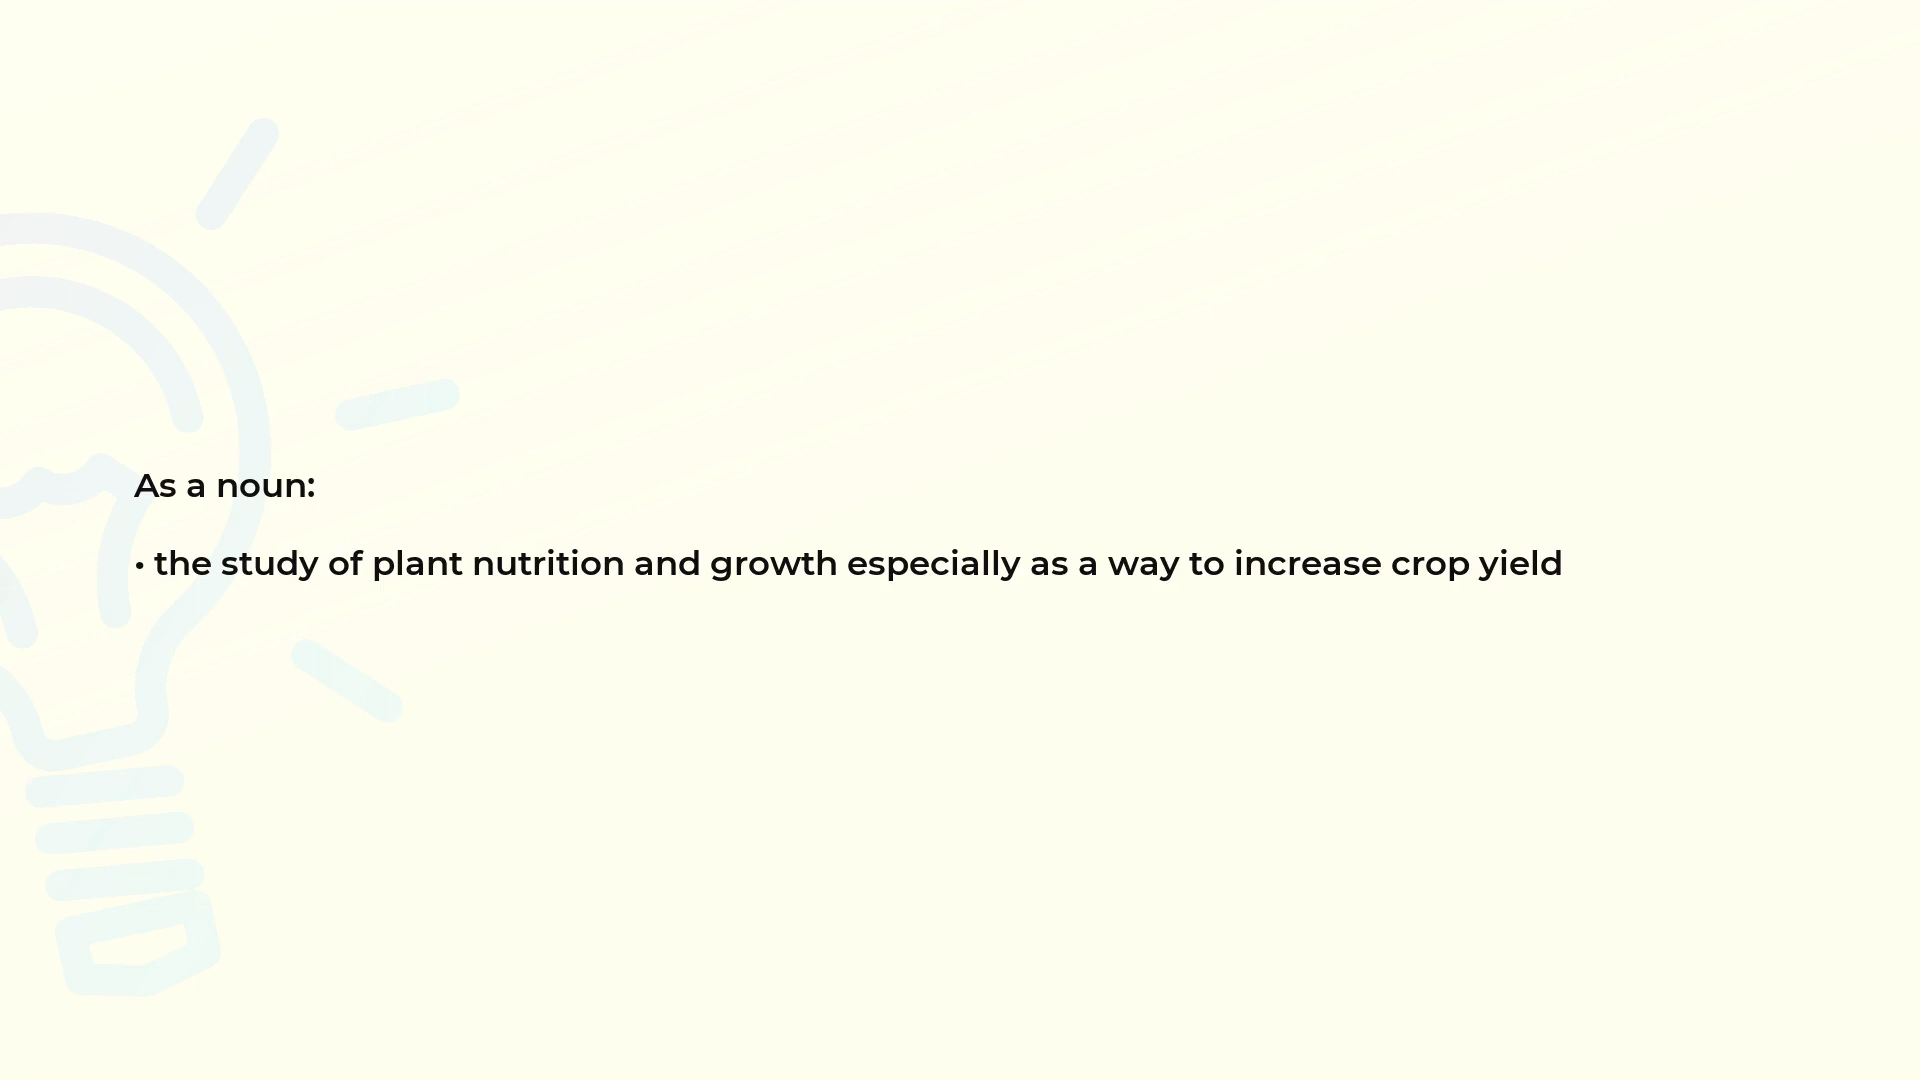 As a noun:
• the study of plant nutrition and growth especially as a way to increase crop yield